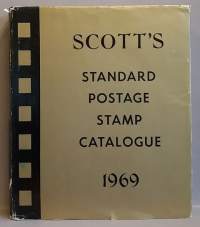 SCOTT'S
STANDARD
POSTAGE
STAMP
CATALOGUE
1969